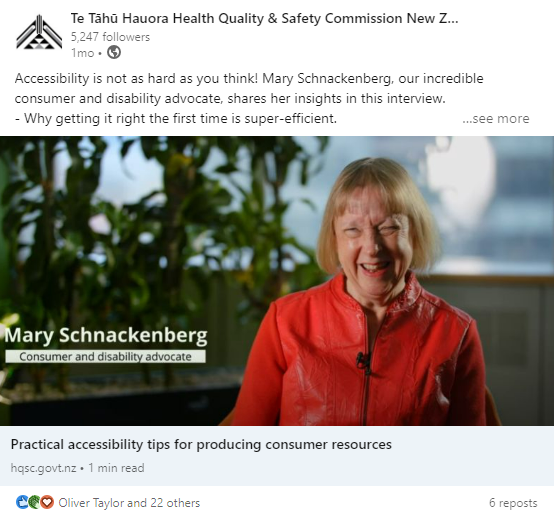 Te Tāhū Hauora Health Quality & Safety Commission New Z...
5,247 followers
1mo •
Accessibility is not as hard as you think! Mary Schnackenberg, our incredible
consumer and disability advocate, shares her insights in this interview.
- Why getting it right the first time is super-efficient.
...see more
Mary Schnackenberg
Consumer and disability advocate
Practical accessibility tips for producing consumer resources
hqsc.govt.nz • 1 min read
Oliver Taylor and 22 others
6 reposts